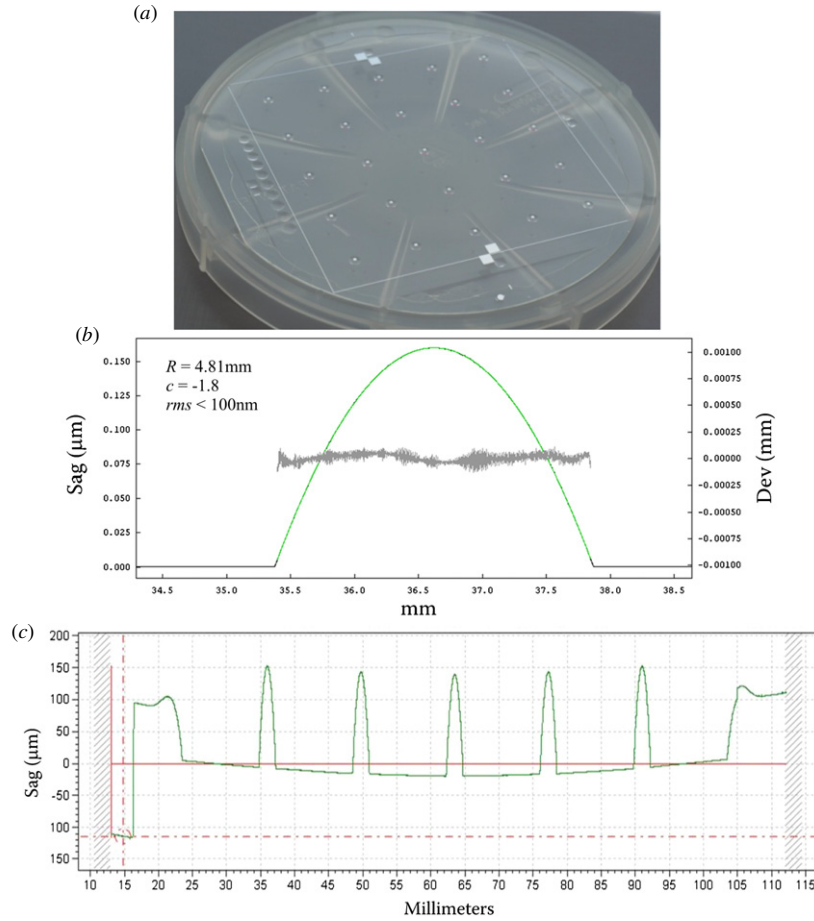 (a)
(b)
R = 4.81mm
c = -1.8
rms < 100nm
Sag (μm)
0.150
0.125
0.100
0.075
0.050
0.025
0.000
Dev (mm)
0.00100
0.00075
0.00050
0.00025
0.00000
-0.00025
-0.00050
-0.00075
-0.00100
34.5 35.0 35.5 36.0 36.5 37.0 37.5 38.0 38.5
mm
(c)
Sag (μm)
200
150
100
50
0
-50
100
150
10 15 20 25 30 35 40 45 50 55 60 65 70 75 80 85 90 95 100 105 110 115
Millimeters